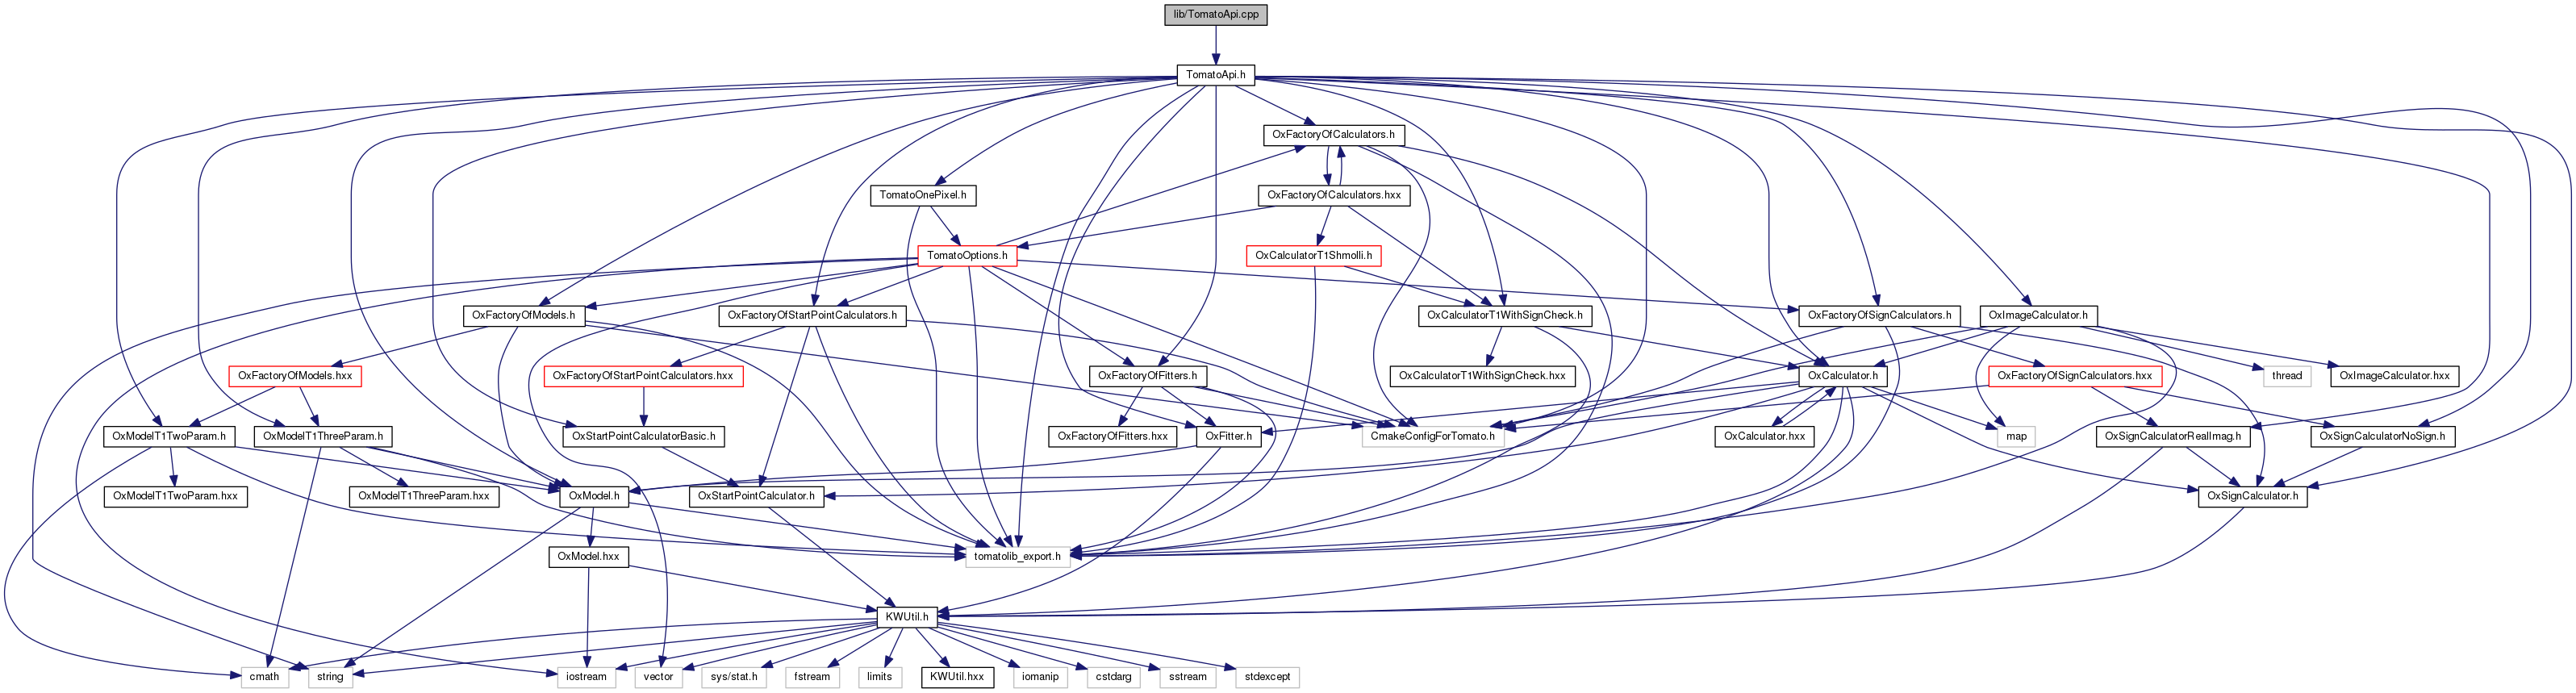 lib/TomatoApi.cpp
TomatoApi.h
OxFactoryOfCalculators.h
TomatoOnePixel.h
OxFactoryOfCalculators.hxx
TomatoOptions.h
OxCalculatorT1Shmolli.h
OxFactoryOfModels.h
OxFactoryOfStartPointCalculators.h
OxCalculatorT1WithSignCheck.h
OxFactoryOfSignCalculators.h
OxImageCalculator.h
OxFactoryOfModels.hxx
OxFactoryOfStartPointCalculators.hxx
OxFactoryOfFitters.h
OxCalculatorT1WithSignCheck.hxx
OxCalculator.h
OxFactoryOfSignCalculators.hxx
thread
OxImageCalculator.hxx
OxModelT1TwoParam.h
OxModelT1ThreeParam.h
OxStartPointCalculatorBasic.h
OxFactoryOfFitters.hxx
OxFitter.h
CmakeConfigForTomato.h
OxCalculator.hxx
map
OxSignCalculatorRealImag.h
OxSignCalculatorNoSign.h
OxModelT1TwoParam.hxx
OxModelT1ThreeParam.hxx
OxModel.h
OxStartPointCalculator.h
OxSignCalculator.h
OxModel.hxx
tomatolib_export.h
KWUtil.h
cmath
string
iostream
vector
sys/stat.h
fstream
limits
KWUtil.hxx
iomanip
cstdarg
sstream
stdexcept